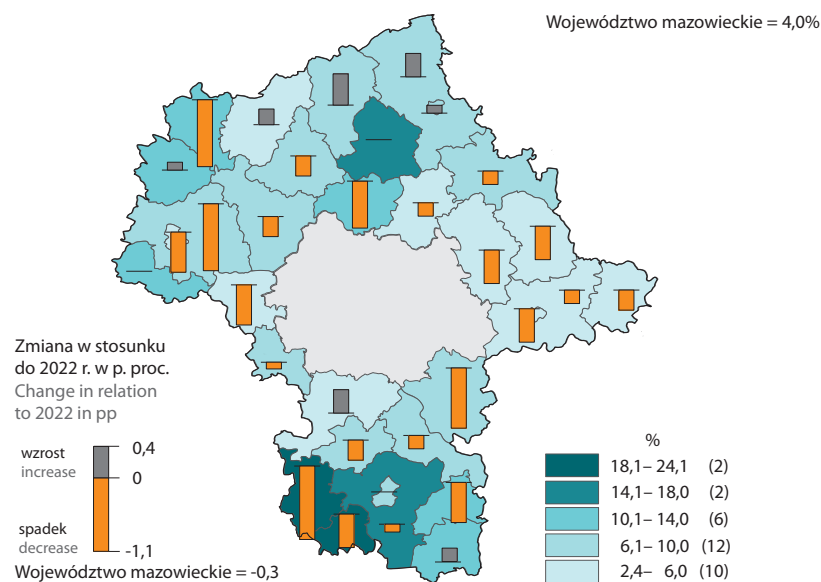 Województwo mazowieckie = 4,0%
Zmiana w stosunku
do 2022 r. w p. proc.
Change in relation
to 2022 in pp
wzrost
increase
0,4
0
spadek
decrease
-1,1
Województwo mazowieckie = -0,3
%
18,1– 24,1 (2)
14,1– 18,0 (2)
10,1– 14,0 (6)
6,1– 10,0 (12)
2,4– 6,0 (10)